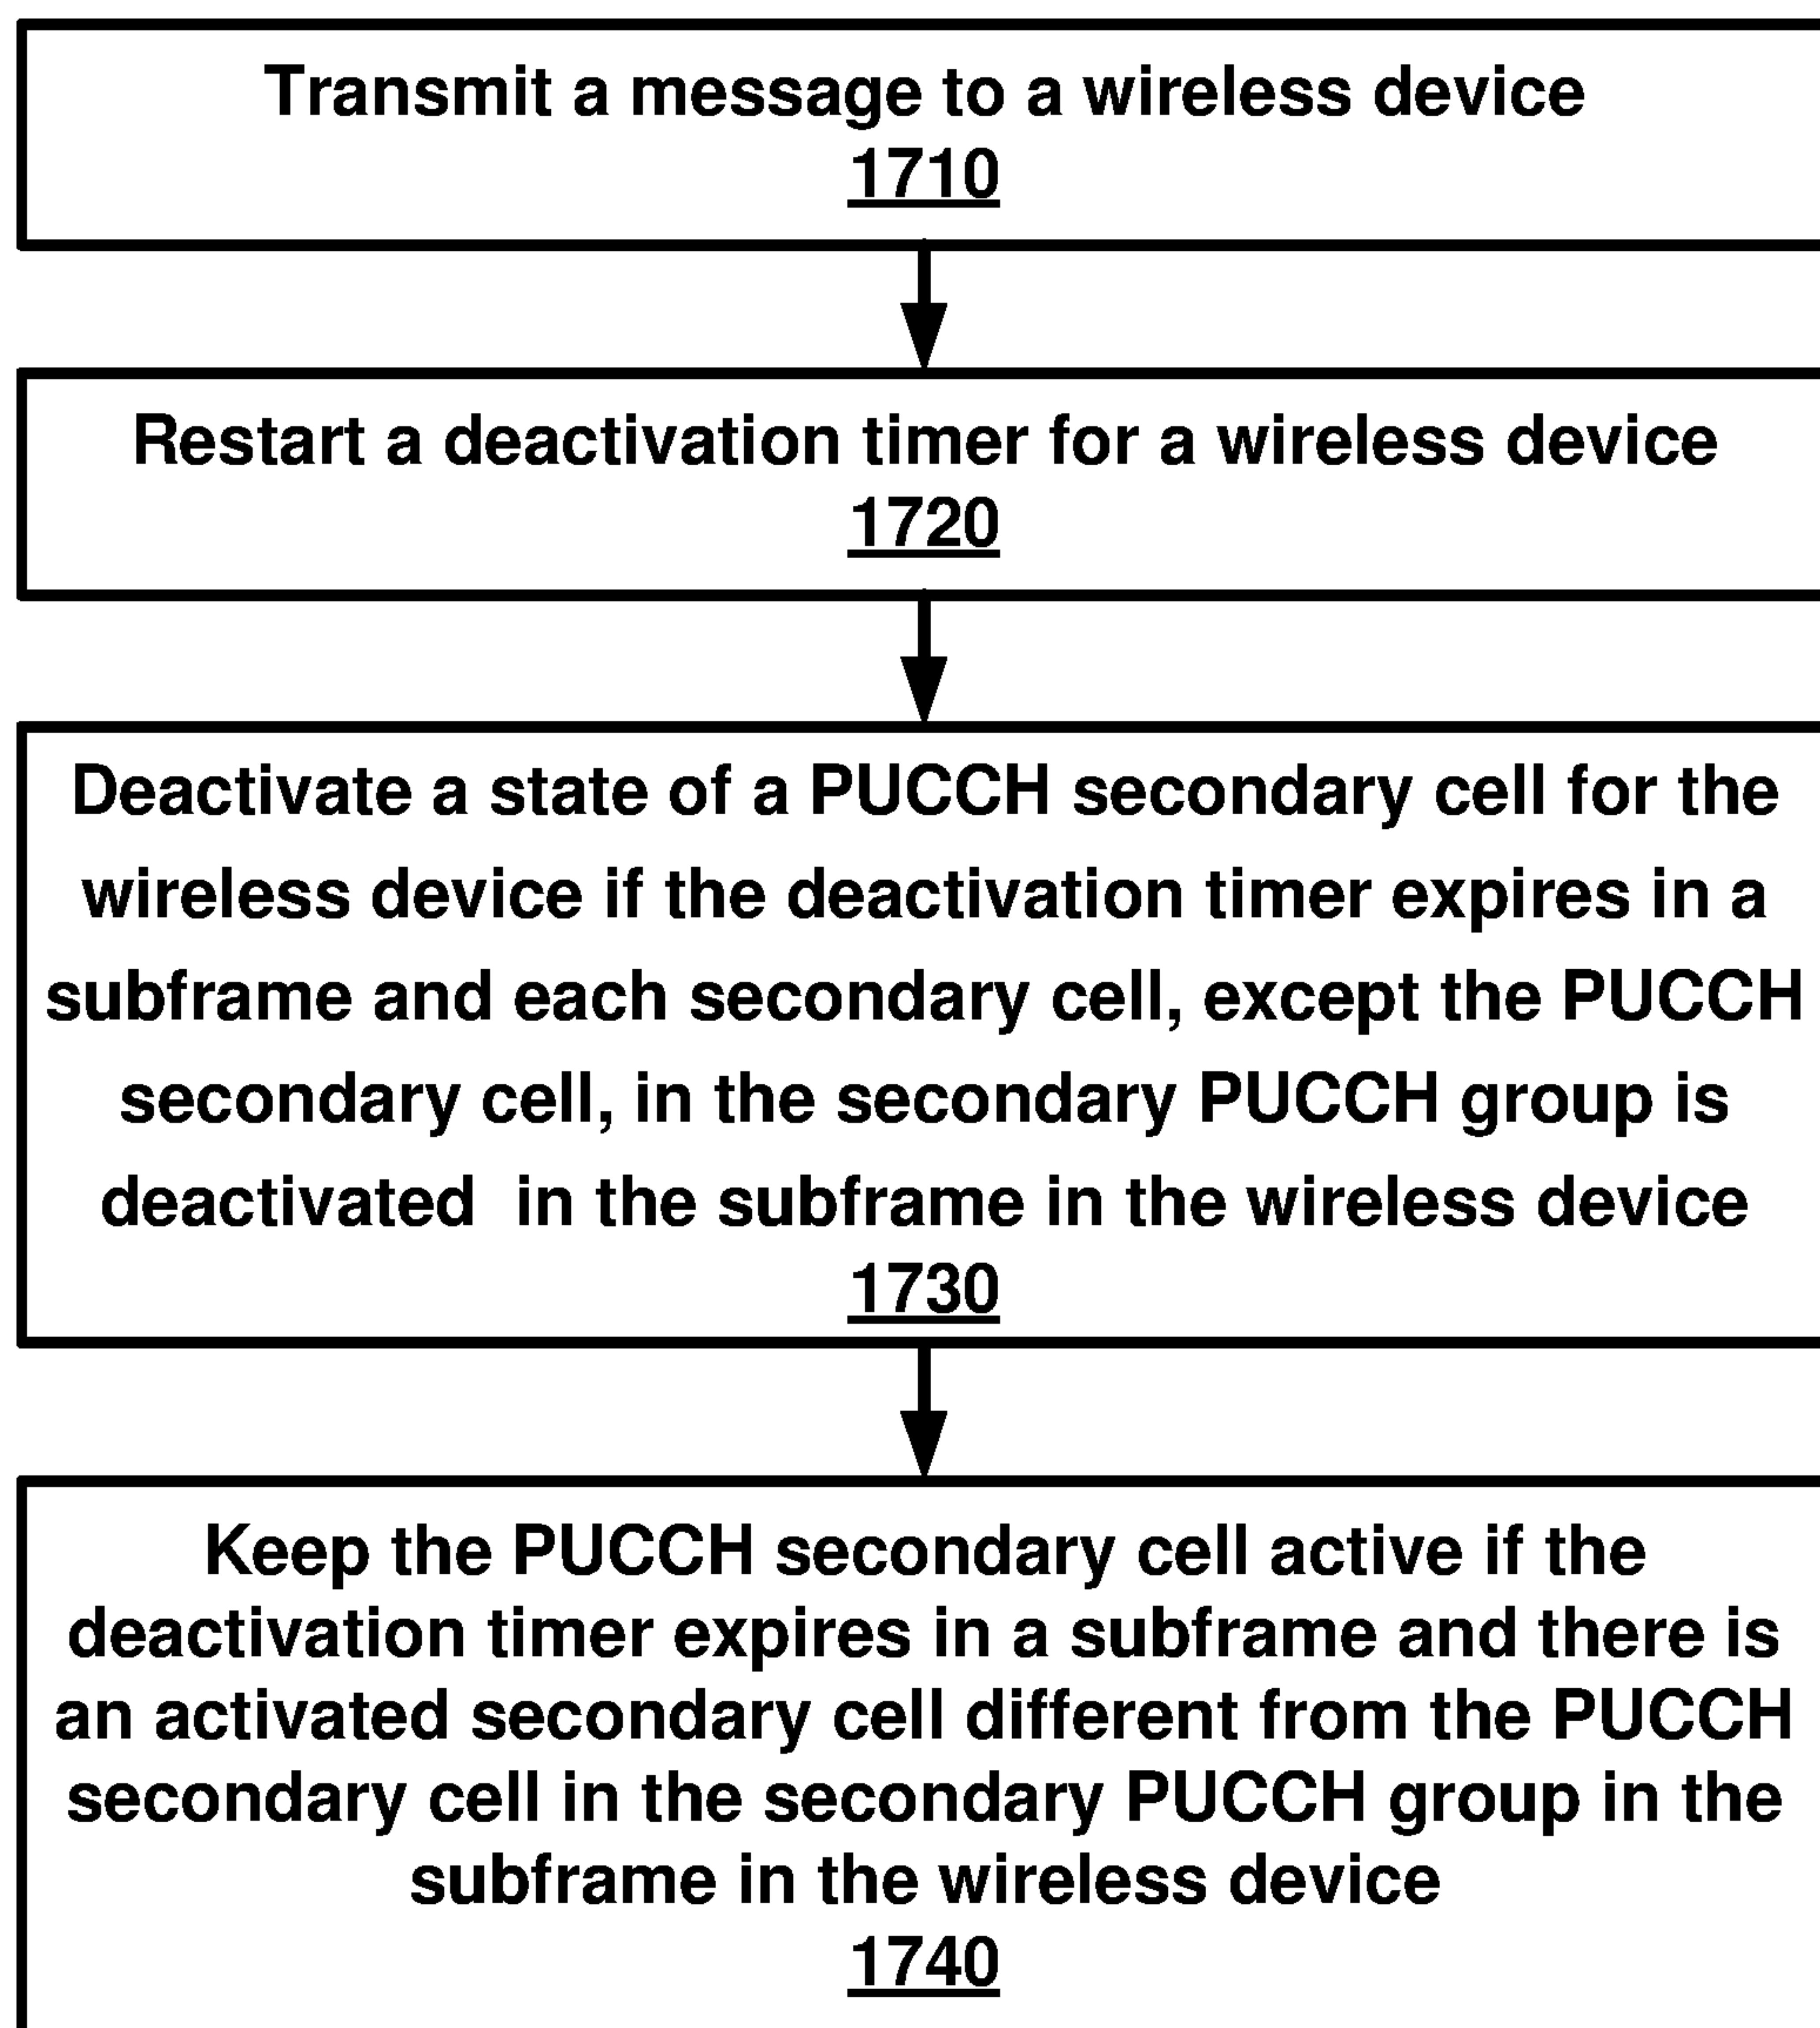 Transmit a message to a wireless device
1710
Restart a deactivation timer for a wireless device
1720
Deactivate a state of a PUCCH secondary cell for the
wireless device if the deactivation timer expires in a
subframe and each secondary cell, except the PUCCH
secondary cell, in the secondary PUCCH group is
deactivated  in the subframe in the wireless device
1730
Keep the PUCCH secondary cell active if the
deactivation timer expires in a subframe and there is
an activated secondary cell different from the PUCCH
secondary cell in the secondary PUCCH group in the
subframe in the wireless device
1740